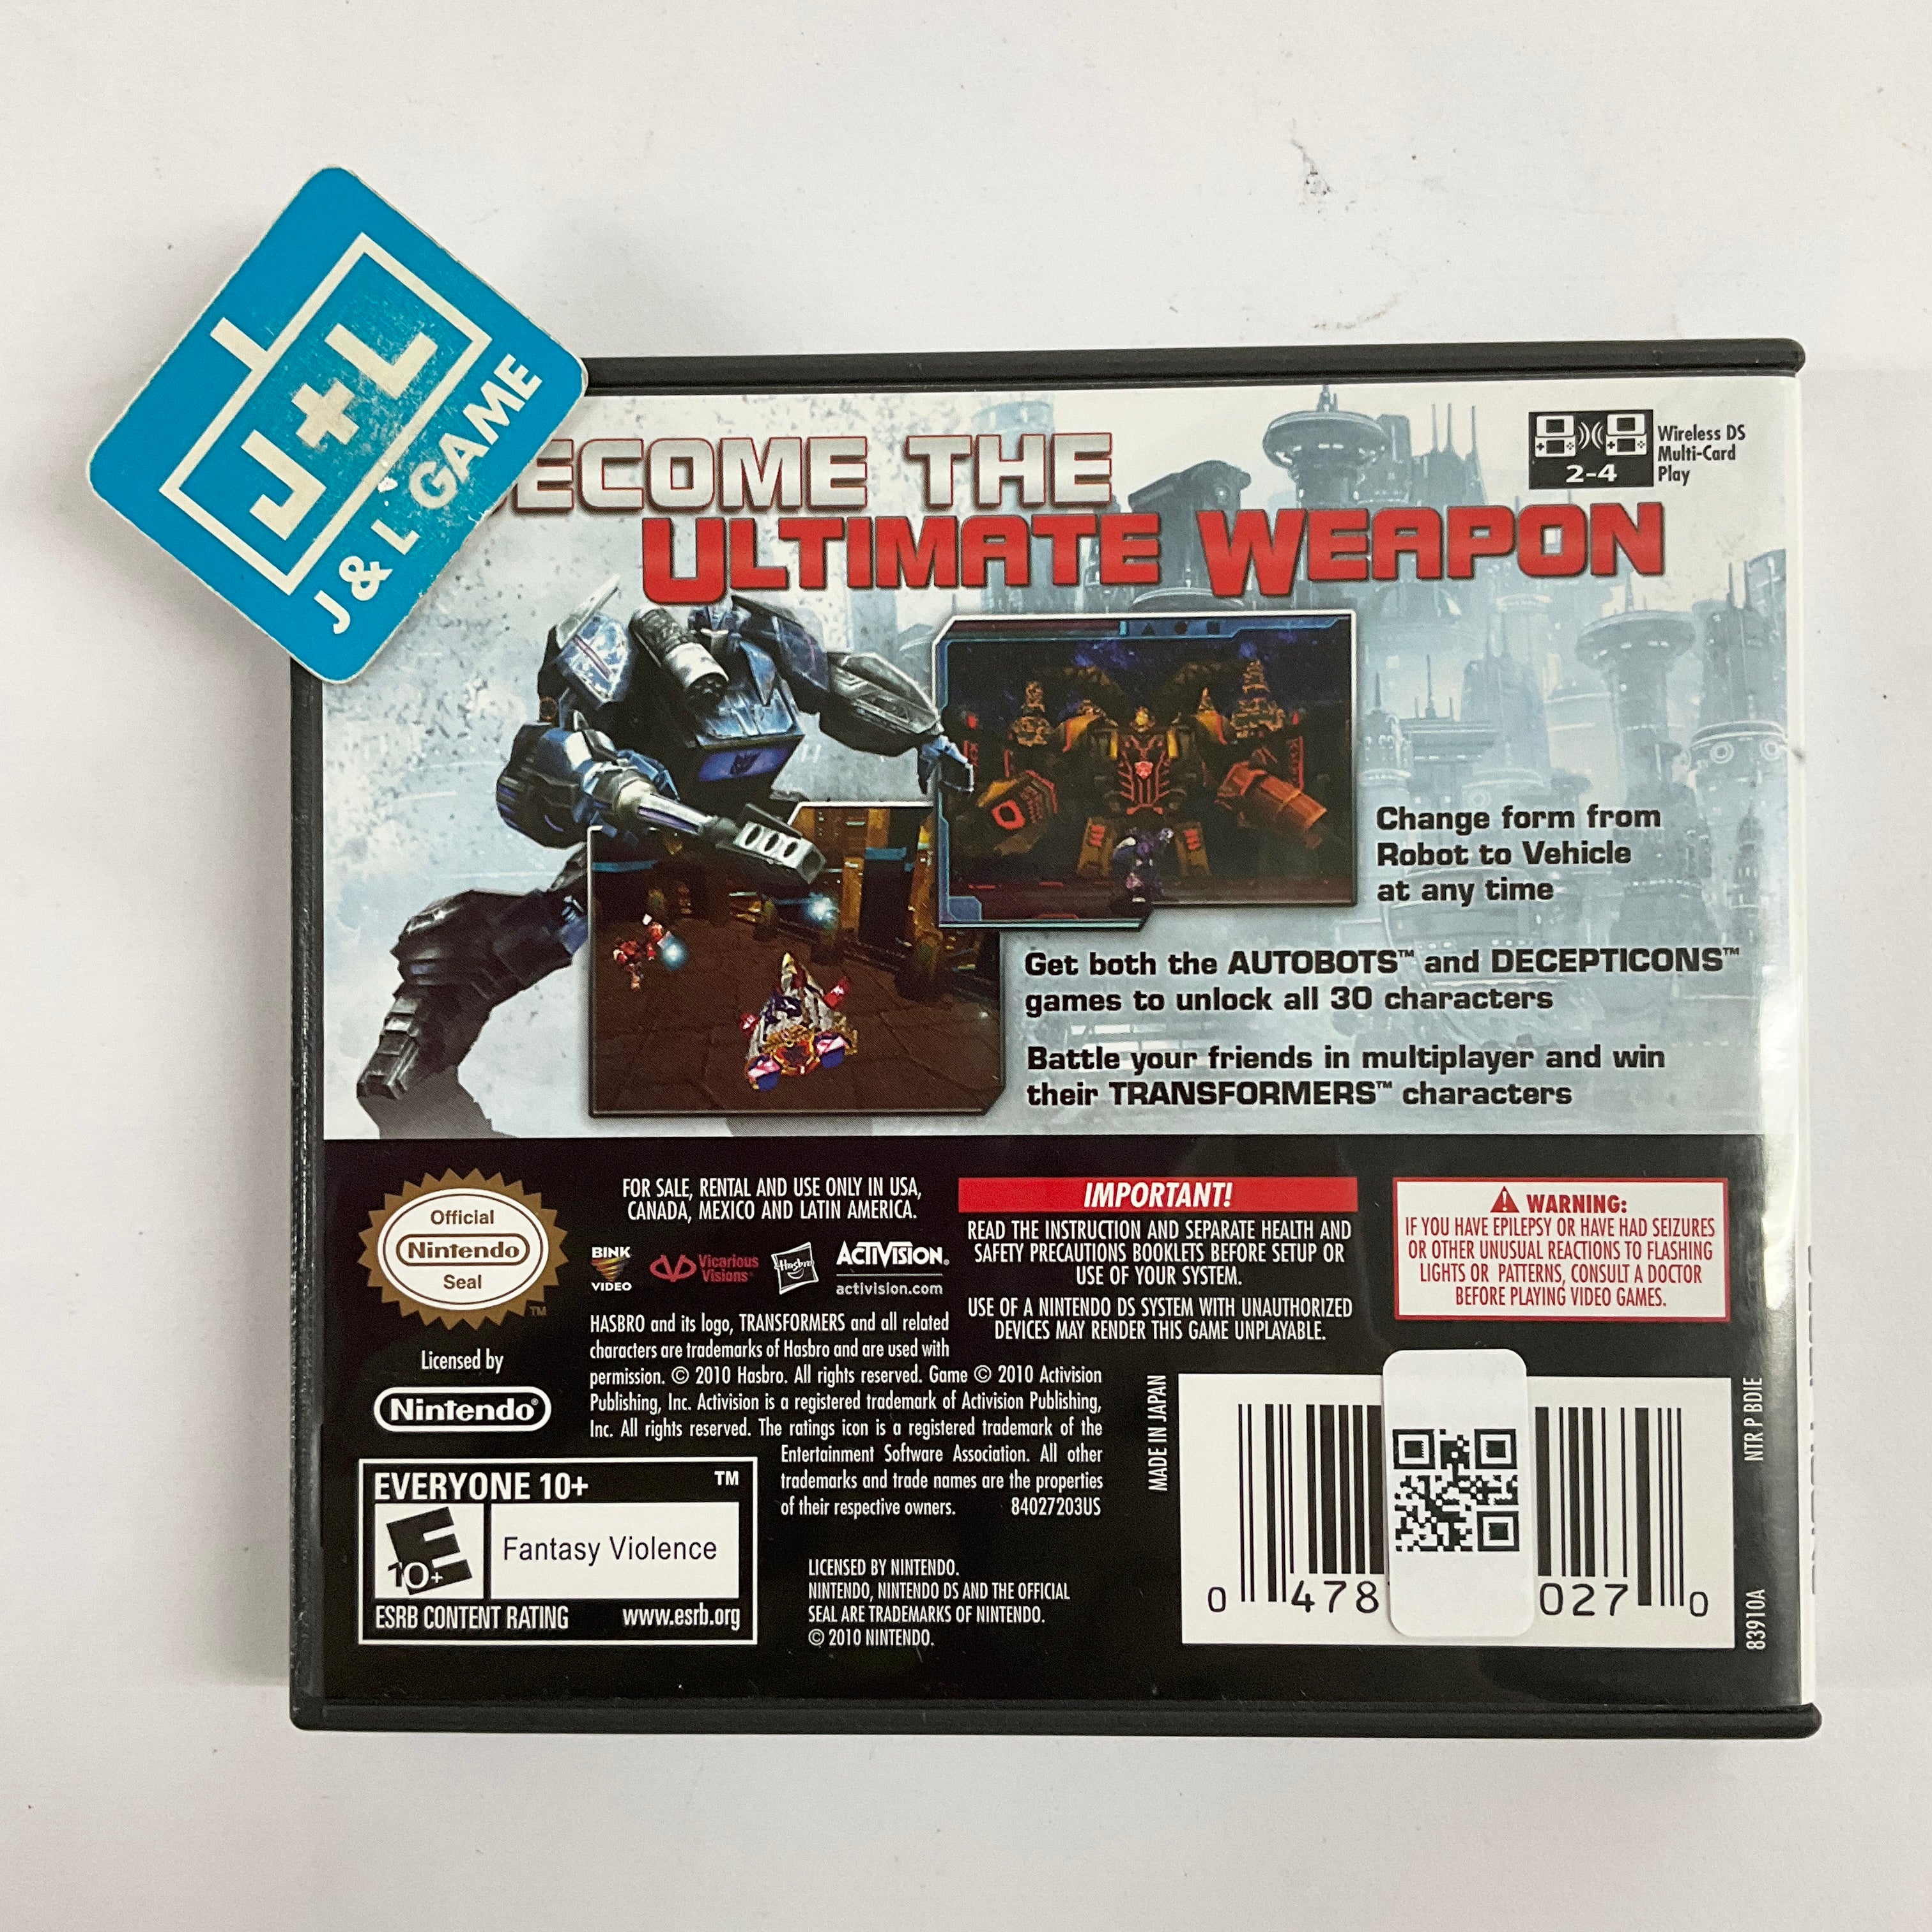 J+L
J & L GAME
ECOME THE
ULTIMATE WEAPON
2-4
Wireless DS
Multi-Card
Play
Change form from
Robot to Vehicle
at any time
Get both the AUTOBOTS™ and DECEPTICONS™
games to unlock all 30 characters
Battle your friends in multiplayer and win
their TRANSFORMERS™ characters
Official
Nintendo
Seal
TM
Licensed by
Nintendo®
FOR SALE, RENTAL AND USE ONLY IN USA,
CANADA, MEXICO AND LATIN AMERICA.
BINK
VIDEO
Vicarious
Visions
Hasbro
ACTIVISION®
activision.com
HASBRO and its logo, TRANSFORMERS and all related
characters are trademarks of Hasbro and are used with
permission. © 2010 Hasbro. All rights reserved. Game © 2010 Activision
Publishing, Inc. Activision is a registered trademark of Activision Publishing,
Inc. All rights reserved. The ratings icon is a registered trademark of the
Entertainment Software Association. All other
trademarks and trade names are the properties
of their respective owners. 84027203US
IMPORTANT!
READ THE INSTRUCTION AND SEPARATE HEALTH AND
SAFETY PRECAUTIONS BOOKLETS BEFORE SETUP OR
USE OF YOUR SYSTEM.
USE OF A NINTENDO DS SYSTEM WITH UNAUTHORIZED
DEVICES MAY RENDER THIS GAME UNPLAYABLE.
WARNING:
IF YOU HAVE EPILEPSY OR HAVE HAD SEIZURES
OR OTHER UNUSUAL REACTIONS TO FLASHING
LIGHTS OR PATTERNS, CONSULT A DOCTOR
BEFORE PLAYING VIDEO GAMES.
EVERYONE 10+ TM
E
10+
Fantasy Violence
ESRB CONTENT RATING www.esrb.org
LICENSED BY NINTENDO.
NINTENDO, NINTENDO DS AND THE OFFICIAL
SEAL ARE TRADEMARKS OF NINTENDO.
© 2010 NINTENDO.
MADE IN JAPAN
0 478 027 0
NTR P BDIE
83910A